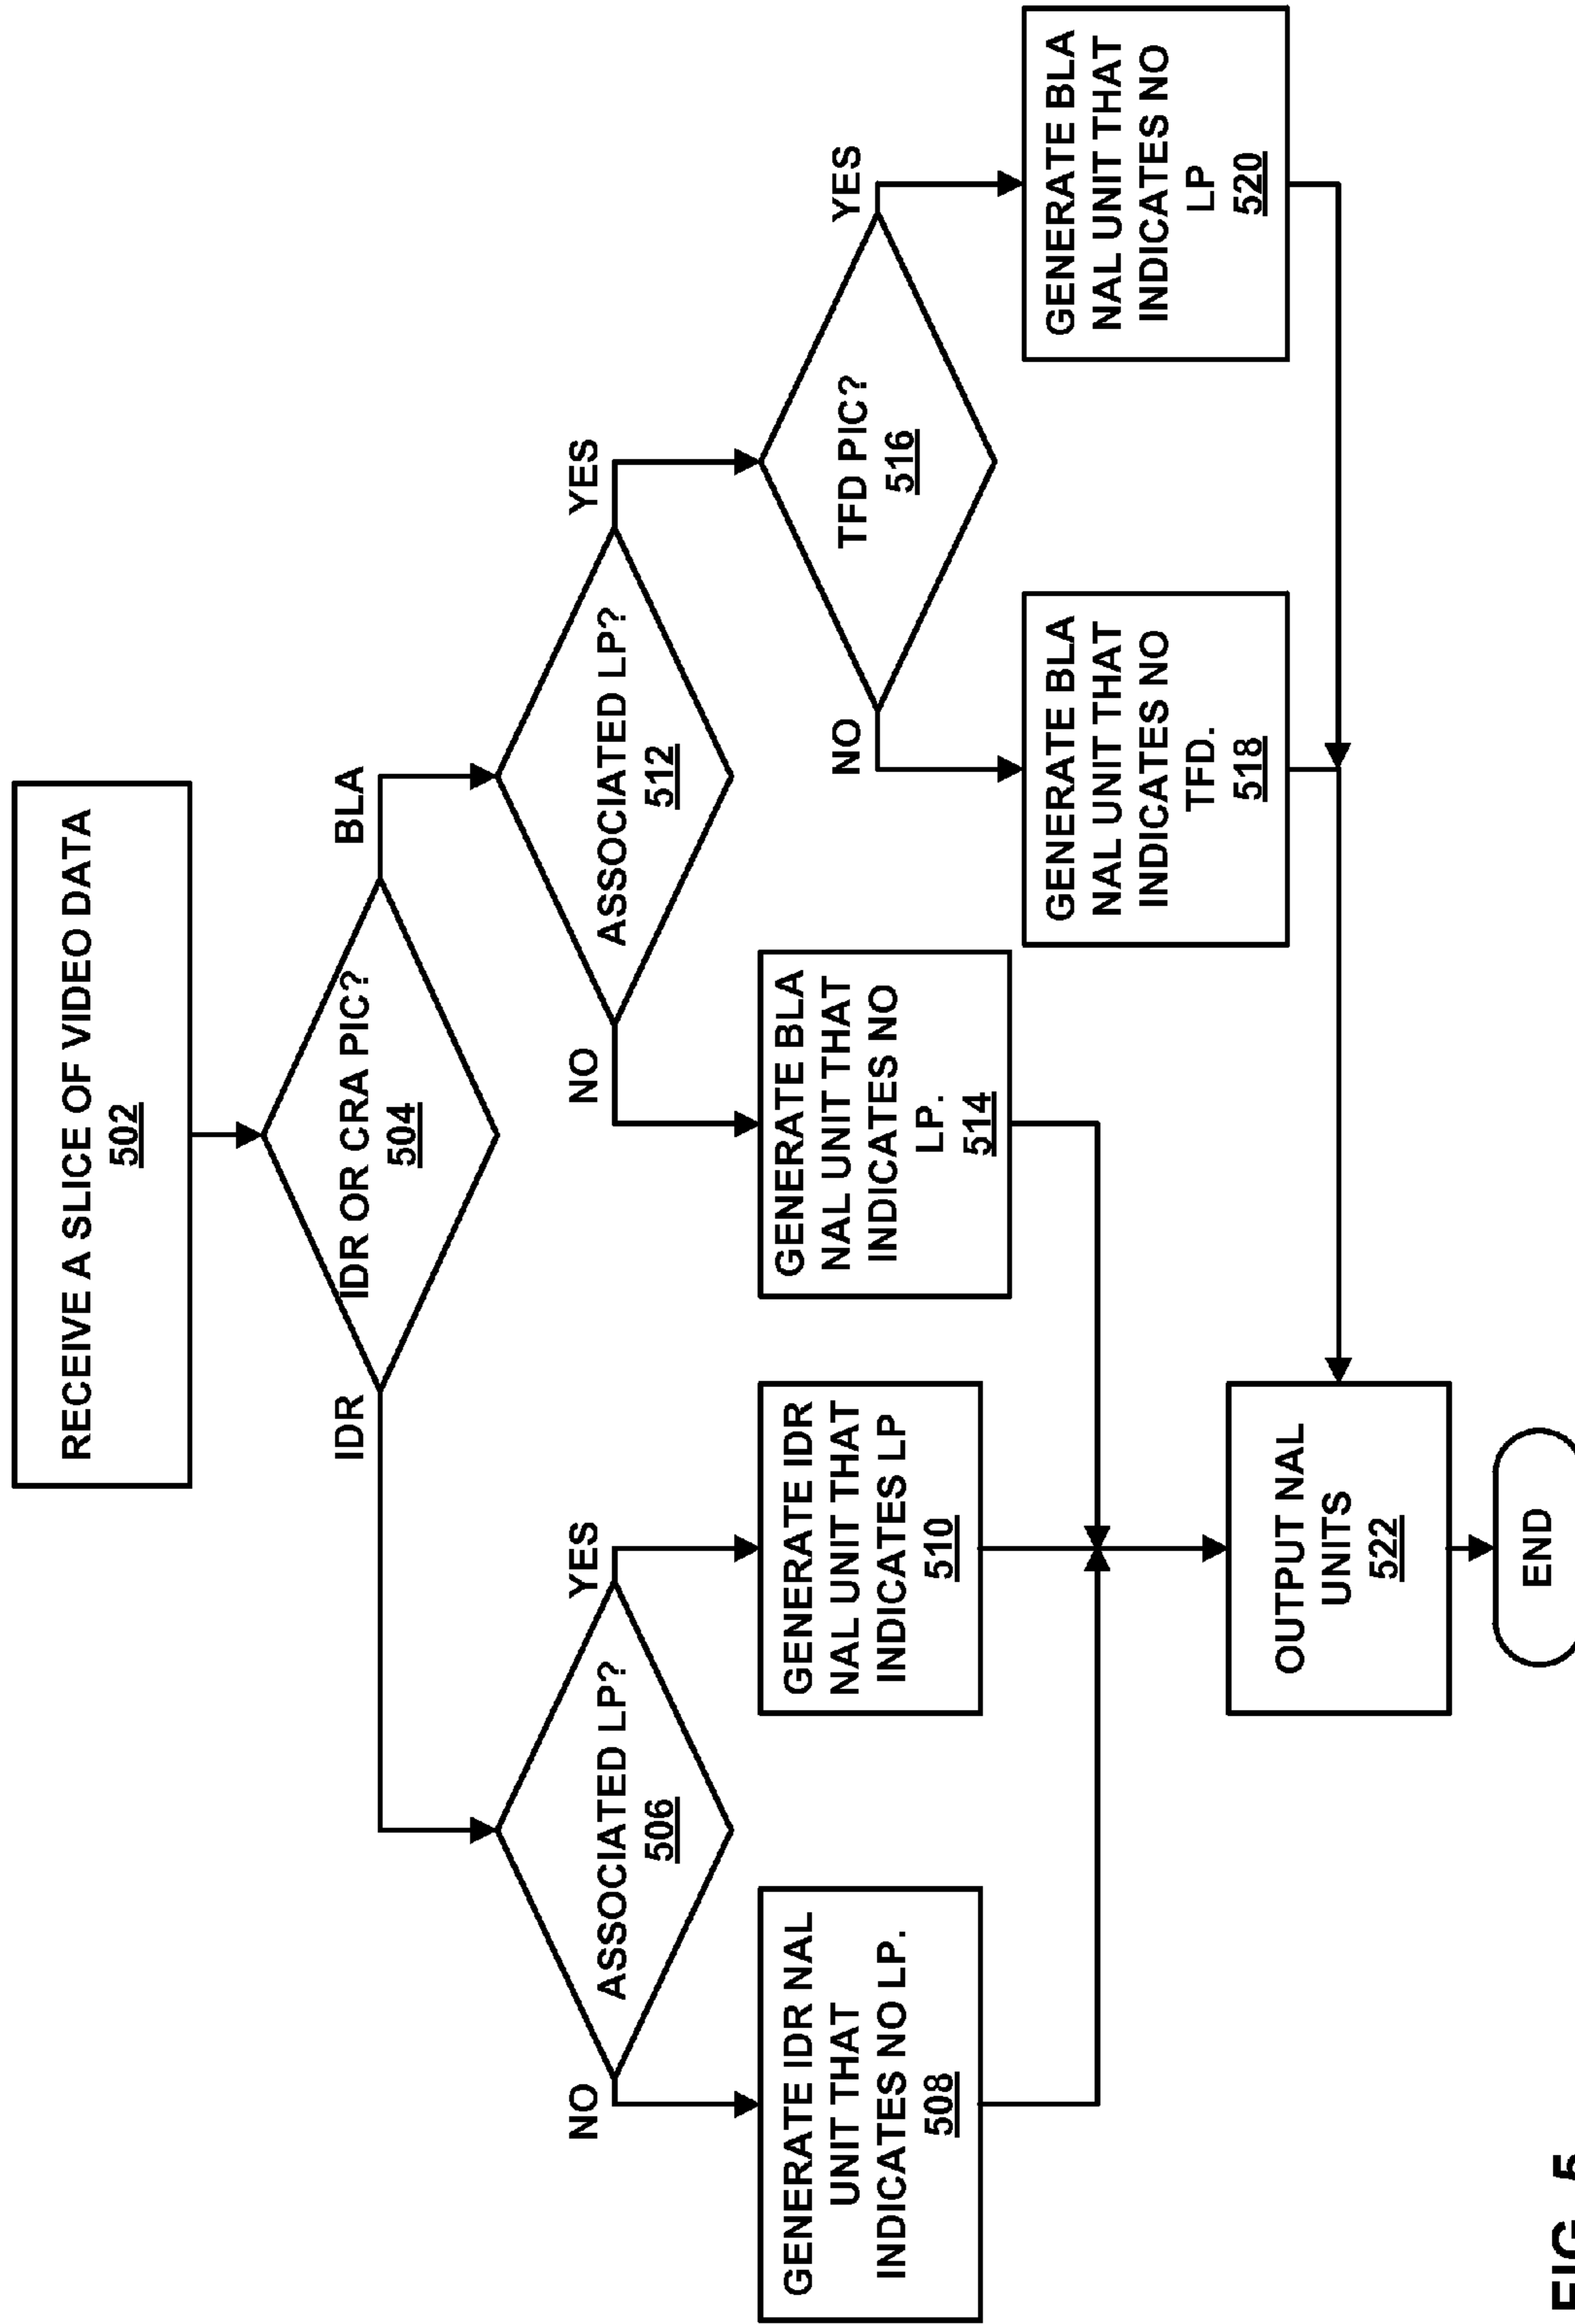 RECEIVE A SLICE OF VIDEO DATA
502
IDR OR CRA PIC?
504
IDR
BLA
ASSOCIATED LP?
506
NO
YES
ASSOCIATED LP?
512
NO
YES
GENERATE IDR NAL
UNIT THAT
INDICATES NO LP.
508
GENERATE IDR
NAL UNIT THAT
INDICATES LP
510
GENERATE BLA
NAL UNIT THAT
INDICATES NO
LP.
514
TFD PIC?
516
NO
YES
GENERATE BLA
NAL UNIT THAT
INDICATES NO
TFD.
518
GENERATE BLA
NAL UNIT THAT
INDICATES NO
LP
520
OUTPUT NAL
UNITS
522
END
FIG. 5